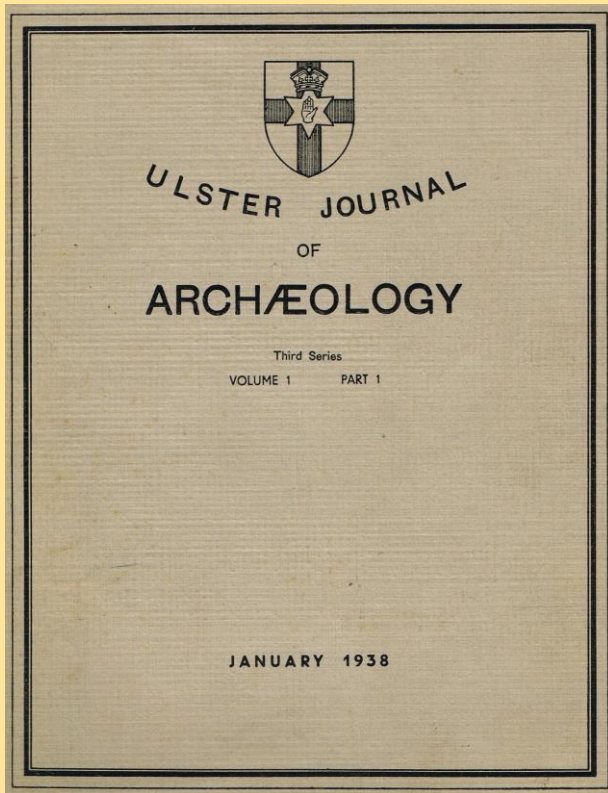 ULSTER JOURNAL
OF
ARCHÆOLOGY
Third Series
VOLUME 1 PART 1
JANUARY 1938